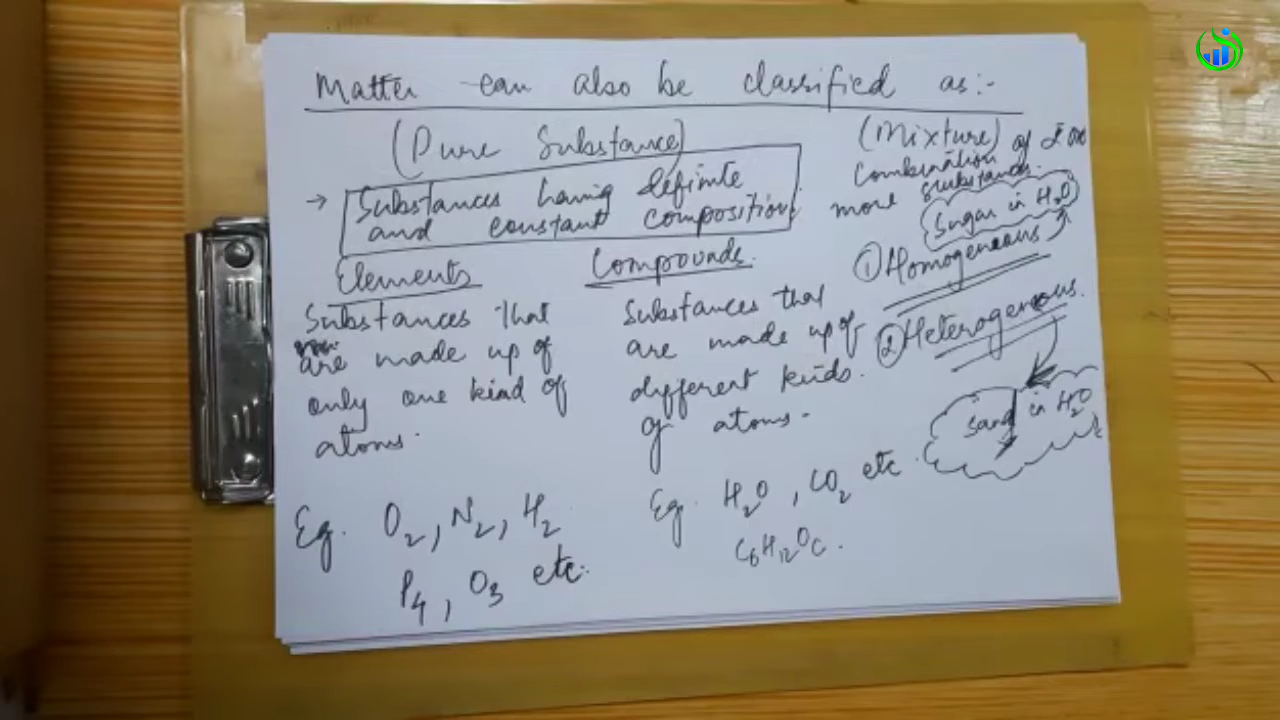 Matter can also be classified as:-
(Pure Substance)
→ Substances having definite
and constant composition
Elements
Substances that
are made up of
only one kind of
atoms.
Eg. O₂, N₂, H₂
P₄, O₃ etc.
Compounds.
Substances that
are made up of
different kinds.
of atoms.
Eg. H₂O, CO₂ etc.
C₆H₁₂O₆.
(Mixture)
Combination of 2 or
more substances.
Sugar in H₂O
① Homogeneous
② Heterogeneous.
Sand in H₂O